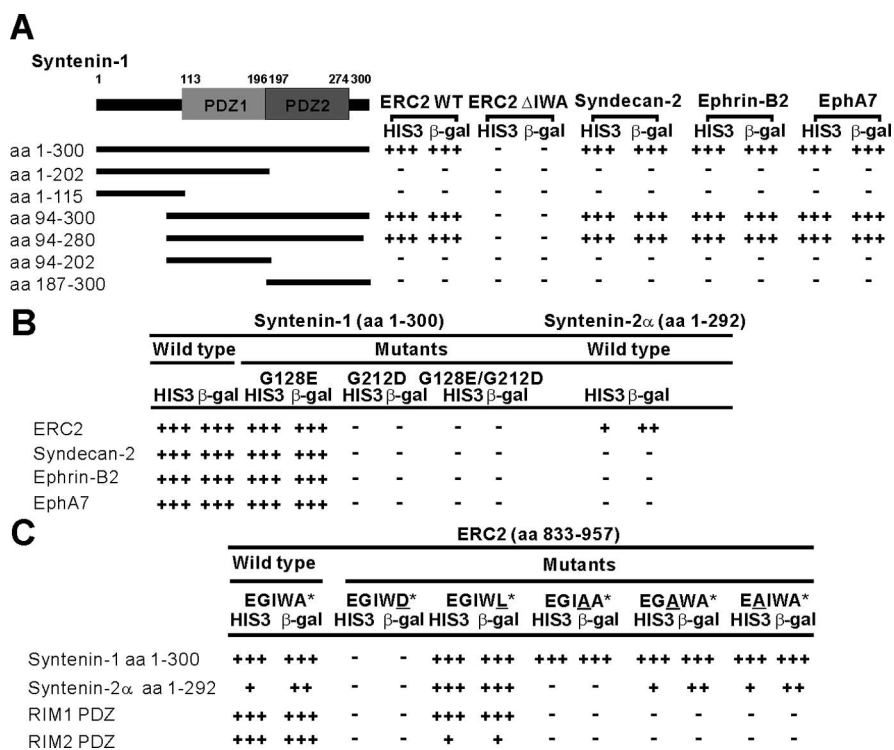 A
Syntenin-1
1 113 196 197 274 300
PDZ1 PDZ2
ERC2 WT ERC2 ΔIWA Syndecan-2 Ephrin-B2 EphA7
HIS3 β-gal HIS3 β-gal HIS3 β-gal HIS3 β-gal HIS3 β-gal
aa 1-300 +++ +++ - - +++ +++ +++ +++ +++ +++
aa 1-202 - - - - - - - - - -
aa 1-115 - - - - - - - - - -
aa 94-300 +++ +++ - - +++ +++ +++ +++ +++ +++
aa 94-280 +++ +++ - - +++ +++ +++ +++ +++ +++
aa 94-202 - - - - - - - - - -
aa 187-300 - - - - - - - - - -
B
Syntenin-1 (aa 1-300) Syntenin-2α (aa 1-292)
Wild type Mutants Wild type
G128E G212D G128E/G212D
HIS3 β-gal HIS3 β-gal HIS3 β-gal HIS3 β-gal HIS3 β-gal
ERC2 +++ +++ +++ +++ - - - - + ++
Syndecan-2 +++ +++ +++ +++ - - - - - -
Ephrin-B2 +++ +++ +++ +++ - - - - - -
EphA7 +++ +++ +++ +++ - - - - - -
C
ERC2 (aa 833-957)
Wild type Mutants
EGIWA* EGIWD* EGIWL* EGIAA* EGAWA* EAIWA*
HIS3 β-gal HIS3 β-gal HIS3 β-gal HIS3 β-gal HIS3 β-gal HIS3 β-gal
Syntenin-1 aa 1-300 +++ +++ - - +++ +++ +++ +++ +++ +++ +++ +++
Syntenin-2α aa 1-292 + ++ - - +++ +++ - - + ++ + ++
RIM1 PDZ +++ +++ - - +++ +++ - - - - - -
RIM2 PDZ +++ +++ - - + + - - - - - -